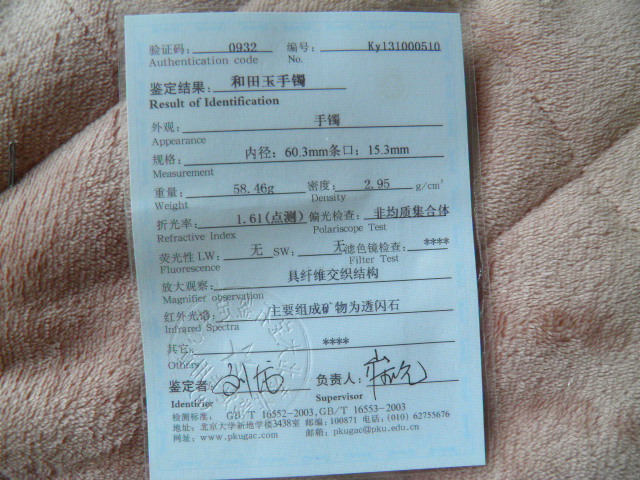 验证码: 0932 编号: Ky131000510
Authentication code No.
鉴定结果: 和田玉手镯
Result of Identification
外观: 手镯
Appearance
规格: 内径: 60.3mm条口: 15.3mm
Measurement
重量: 58.46g 密度: 2.95 g/cm³
Weight Density
折光率: 1.61(点测) 偏光检查: 非均质集合体
Refractive Index Polariscope Test
荧光性 LW: 无 SW: 无 滤色镜检查: ****
Fluorescence Filter Test
放大观察: 具纤维交织结构
Magnifier observation
红外光谱: 主要组成矿物为透闪石
Infrared Spectra
其它: ****
Others
鉴定者: 负责人:
Identifier Supervisor
检测标准: GB/T 16552-2003, GB/T 16553-2003
地址: 北京大学新地学楼3438室 邮编: 100871 电话: (010) 62755676
网址: www.pkugac.com 邮箱: pkugac@pku.edu.cn